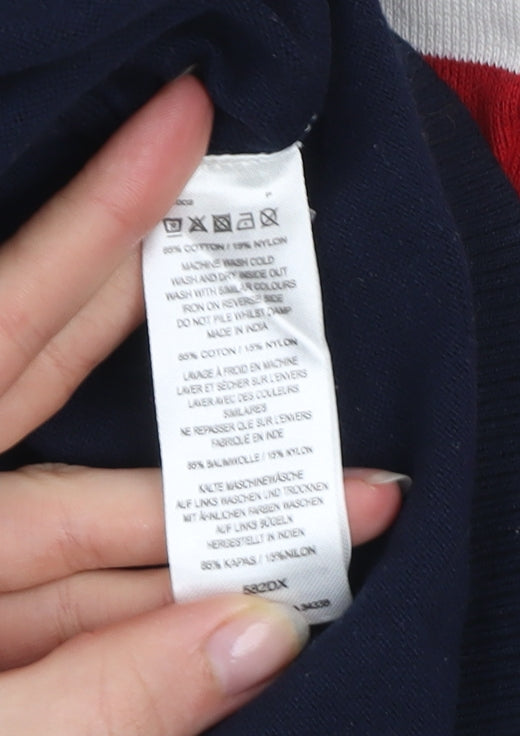 85% COTTON / 15% NYLON
MACHINE WASH COLD
WASH AND DRY INSIDE OUT
WASH WITH SIMILAR COLOURS
IRON ON REVERSE SIDE
DO NOT PILE WHILST DAMP
MADE IN INDIA
85% COTON / 15% NYLON
LAVAGE À FROID EN MACHINE
LAVER ET SÉCHER SUR L'ENVERS
LAVER AVEC DES COULEURS
SIMILAIRES
NE REPASSER QUE SUR L'ENVERS
FABRIQUE EN INDE
85% BAUMWOLLE / 15% NYLON
KALTE MASCHINEWÄSCHE
AUF LINKS WASCHEN UND TROCKNEN
MIT ÄHNLICHEN FARBEN WASCHEN
AUF LINKS BÜGELN
HERGESTELLT IN INDIEN
85% KAPAS / 15%NILON
582DX